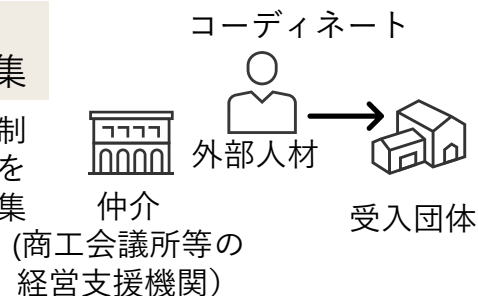 集
制
を
集
コーディネート
外部人材
仲介
(商工会議所等の
経営支援機関）
受入団体